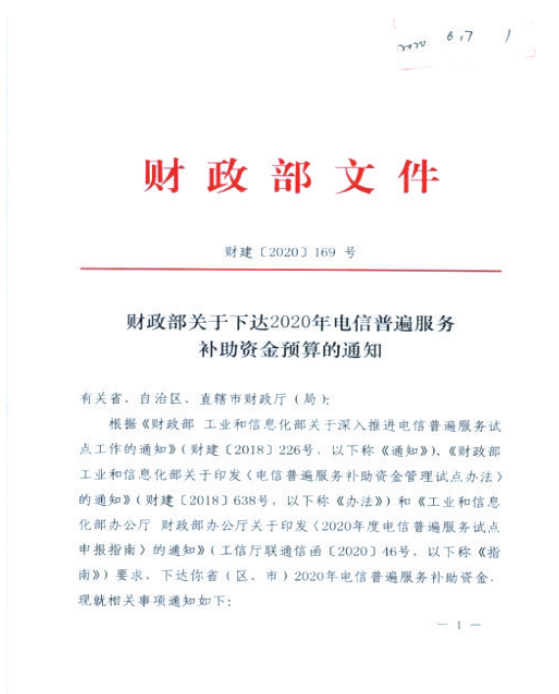 2020 6.7 1
财政部文件
财建〔2020〕169 号
财政部关于下达2020年电信普遍服务
补助资金预算的通知
有关省、自治区、直辖市财政厅（局）：
根据《财政部 工业和信息化部关于深入推进电信普遍服务试
点工作的通知》（财建〔2018〕226号，以下称《通知》）、《财政部
工业和信息化部关于印发〈电信普遍服务补助资金管理试点办法〉
的通知》（财建〔2018〕638号，以下称《办法》）和《工业和信息
化部办公厅 财政部办公厅关于印发〈2020年度电信普遍服务试点
申报指南〉的通知》（工信厅联通信函〔2020〕46号，以下称《指
南》）要求，下达你省（区、市）2020年电信普遍服务补助资金，
现就相关事项通知如下：
— 1 —